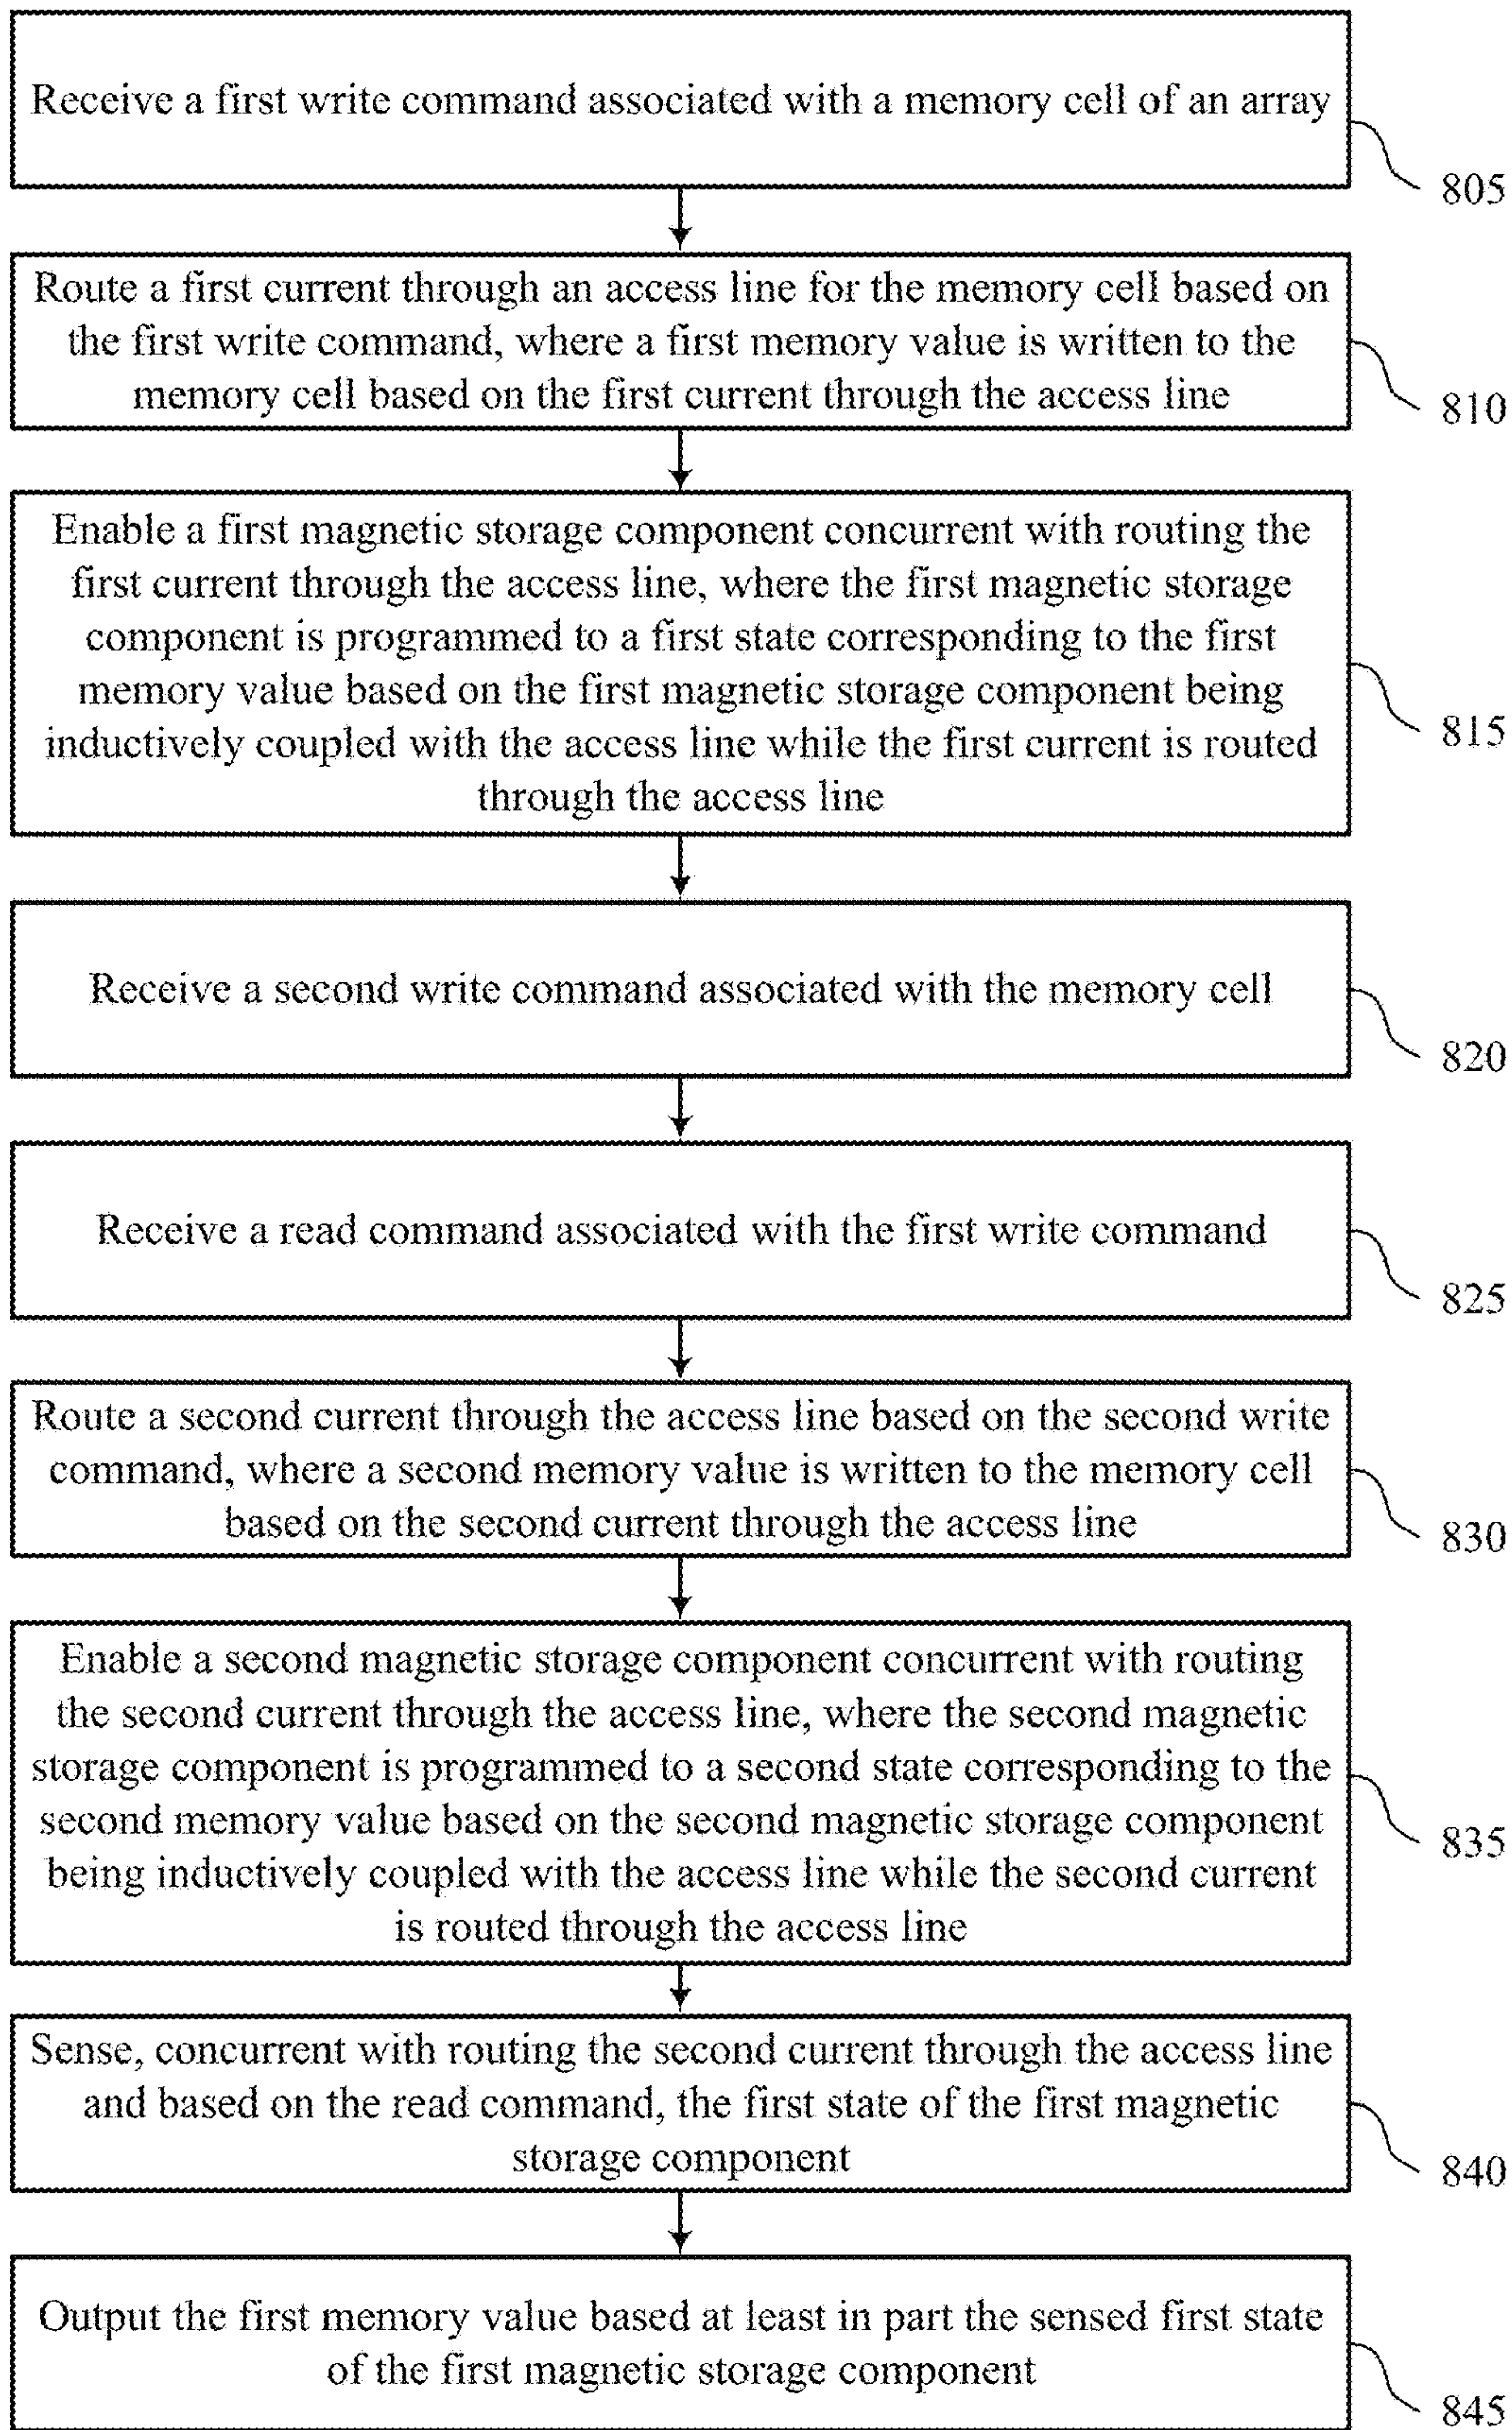 Receive a first write command associated with a memory cell of an array
805
Route a first current through an access line for the memory cell based on
the first write command, where a first memory value is written to the
memory cell based on the first current through the access line
810
Enable a first magnetic storage component concurrent with routing the
first current through the access line, where the first magnetic storage
component is programmed to a first state corresponding to the first
memory value based on the first magnetic storage component being
inductively coupled with the access line while the first current is routed
through the access line
815
Receive a second write command associated with the memory cell
820
Receive a read command associated with the first write command
825
Route a second current through the access line based on the second write
command, where a second memory value is written to the memory cell
based on the second current through the access line
830
Enable a second magnetic storage component concurrent with routing
the second current through the access line, where the second magnetic
storage component is programmed to a second state corresponding to the
second memory value based on the second magnetic storage component
being inductively coupled with the access line while the second current
is routed through the access line
835
Sense, concurrent with routing the second current through the access line
and based on the read command, the first state of the first magnetic
storage component
840
Output the first memory value based at least in part the sensed first state
of the first magnetic storage component
845